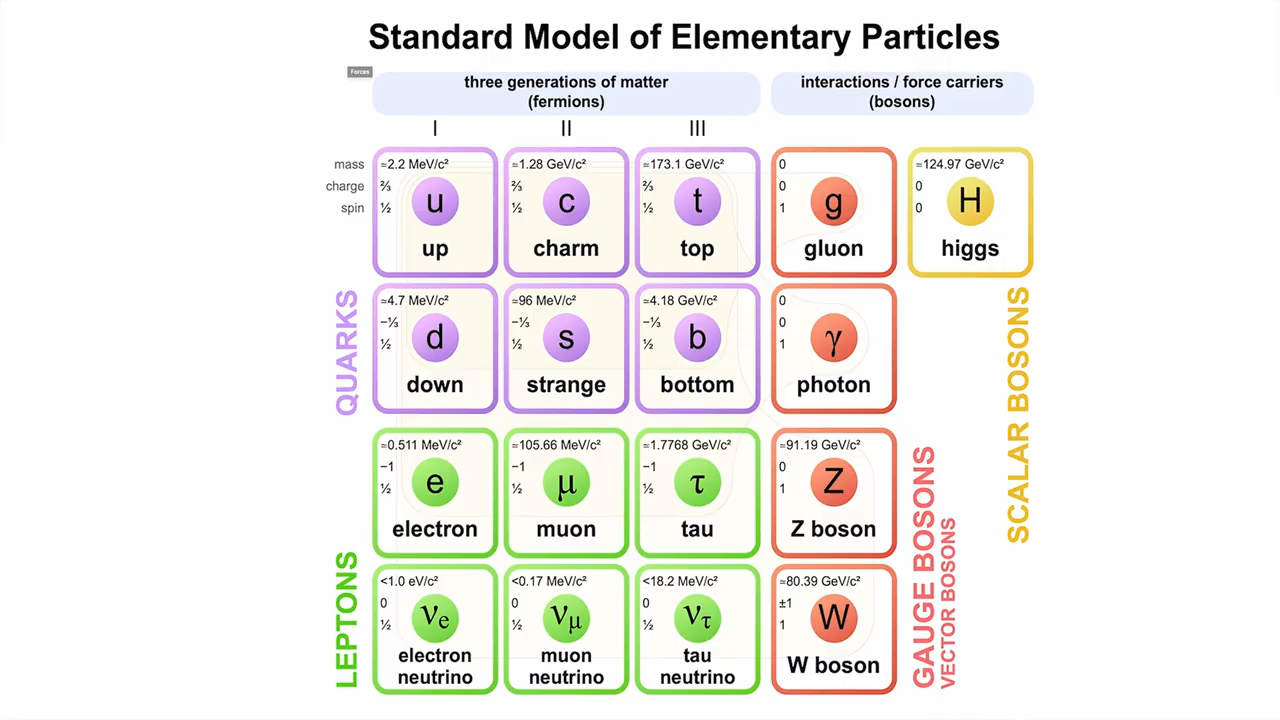 Standard Model of Elementary Particles
Forces
three generations of matter
(fermions)
interactions / force carriers
(bosons)
I
II
III
mass
charge
spin
≃2.2 MeV/c²
⅔
½
u
up
≃1.28 GeV/c²
⅔
½
c
charm
≃173.1 GeV/c²
⅔
½
t
top
0
0
1
g
gluon
≃124.97 GeV/c²
0
0
H
higgs
QUARKS
≃4.7 MeV/c²
−⅓
½
d
down
≃96 MeV/c²
−⅓
½
s
strange
≃4.18 GeV/c²
−⅓
½
b
bottom
0
0
1
γ
photon
SCALAR BOSONS
LEPTONS
≃0.511 MeV/c²
−1
½
e
electron
≃105.66 MeV/c²
−1
½
μ
muon
≃1.7768 GeV/c²
−1
½
τ
tau
≃91.19 GeV/c²
0
1
Z
Z boson
GAUGE BOSONS
VECTOR BOSONS
<1.0 eV/c²
0
½
νe
electron
neutrino
<0.17 MeV/c²
0
½
νμ
muon
neutrino
<18.2 MeV/c²
0
½
ντ
tau
neutrino
≃80.39 GeV/c²
±1
1
W
W boson